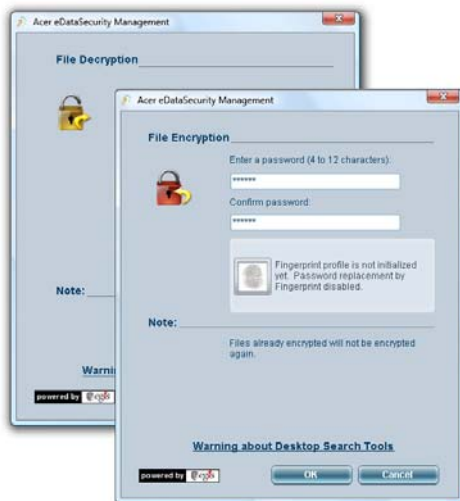 Acer eDataSecurity Management
File Decryption
Note:
powered by egis
Acer eDataSecurity Management
File Encryption
Enter a password (4 to 12 characters):
******
Confirm password:
******
Fingerprint profile is not initialized
yet. Password replacement by
Fingerprint disabled.
Note:
Files already encrypted will not be encrypted
again.
Warning about Desktop Search Tools
powered by egis
OK
Cancel